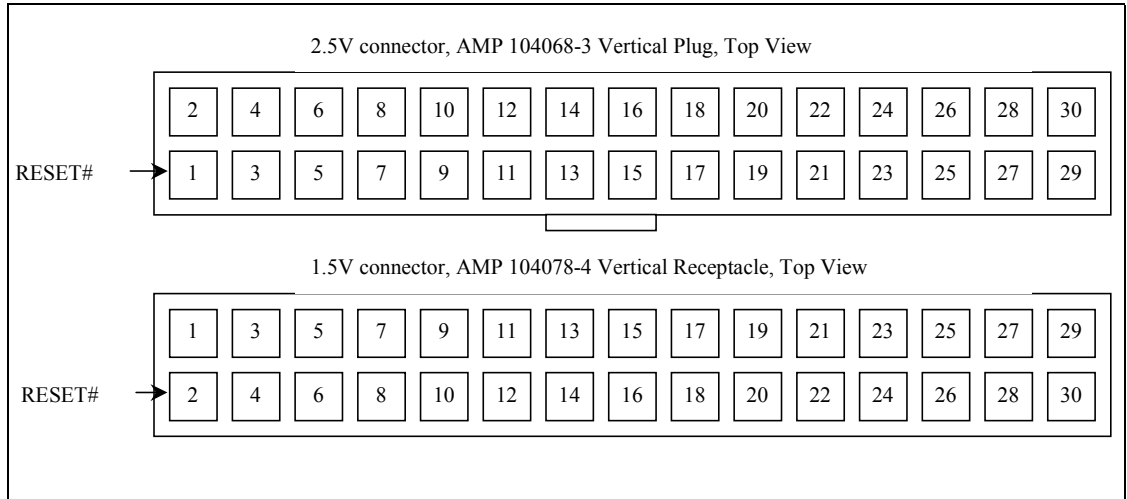 2.5V connector, AMP 104068-3 Vertical Plug, Top View
2 4 6 8 10 12 14 16 18 20 22 24 26 28 30
RESET# 1 3 5 7 9 11 13 15 17 19 21 23 25 27 29
1.5V connector, AMP 104078-4 Vertical Receptacle, Top View
1 3 5 7 9 11 13 15 17 19 21 23 25 27 29
RESET# 2 4 6 8 10 12 14 16 18 20 22 24 26 28 30